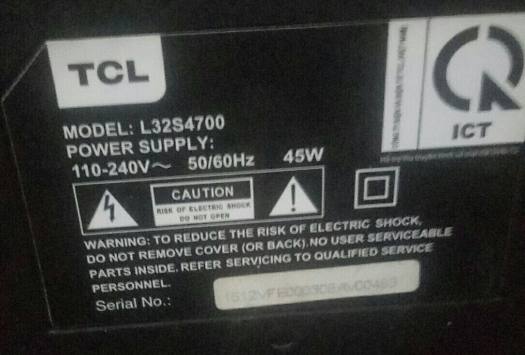 TCL
ICT
MODEL: L32S4700
POWER SUPPLY:
110-240V～ 50/60Hz 45W
CAUTION
RISK OF ELECTRIC SHOCK
DO NOT OPEN
WARNING: TO REDUCE THE RISK OF ELECTRIC SHOCK,
DO NOT REMOVE COVER (OR BACK). NO USER SERVICEABLE
PARTS INSIDE. REFER SERVICING TO QUALIFIED SERVICE
PERSONNEL.
Serial No.: